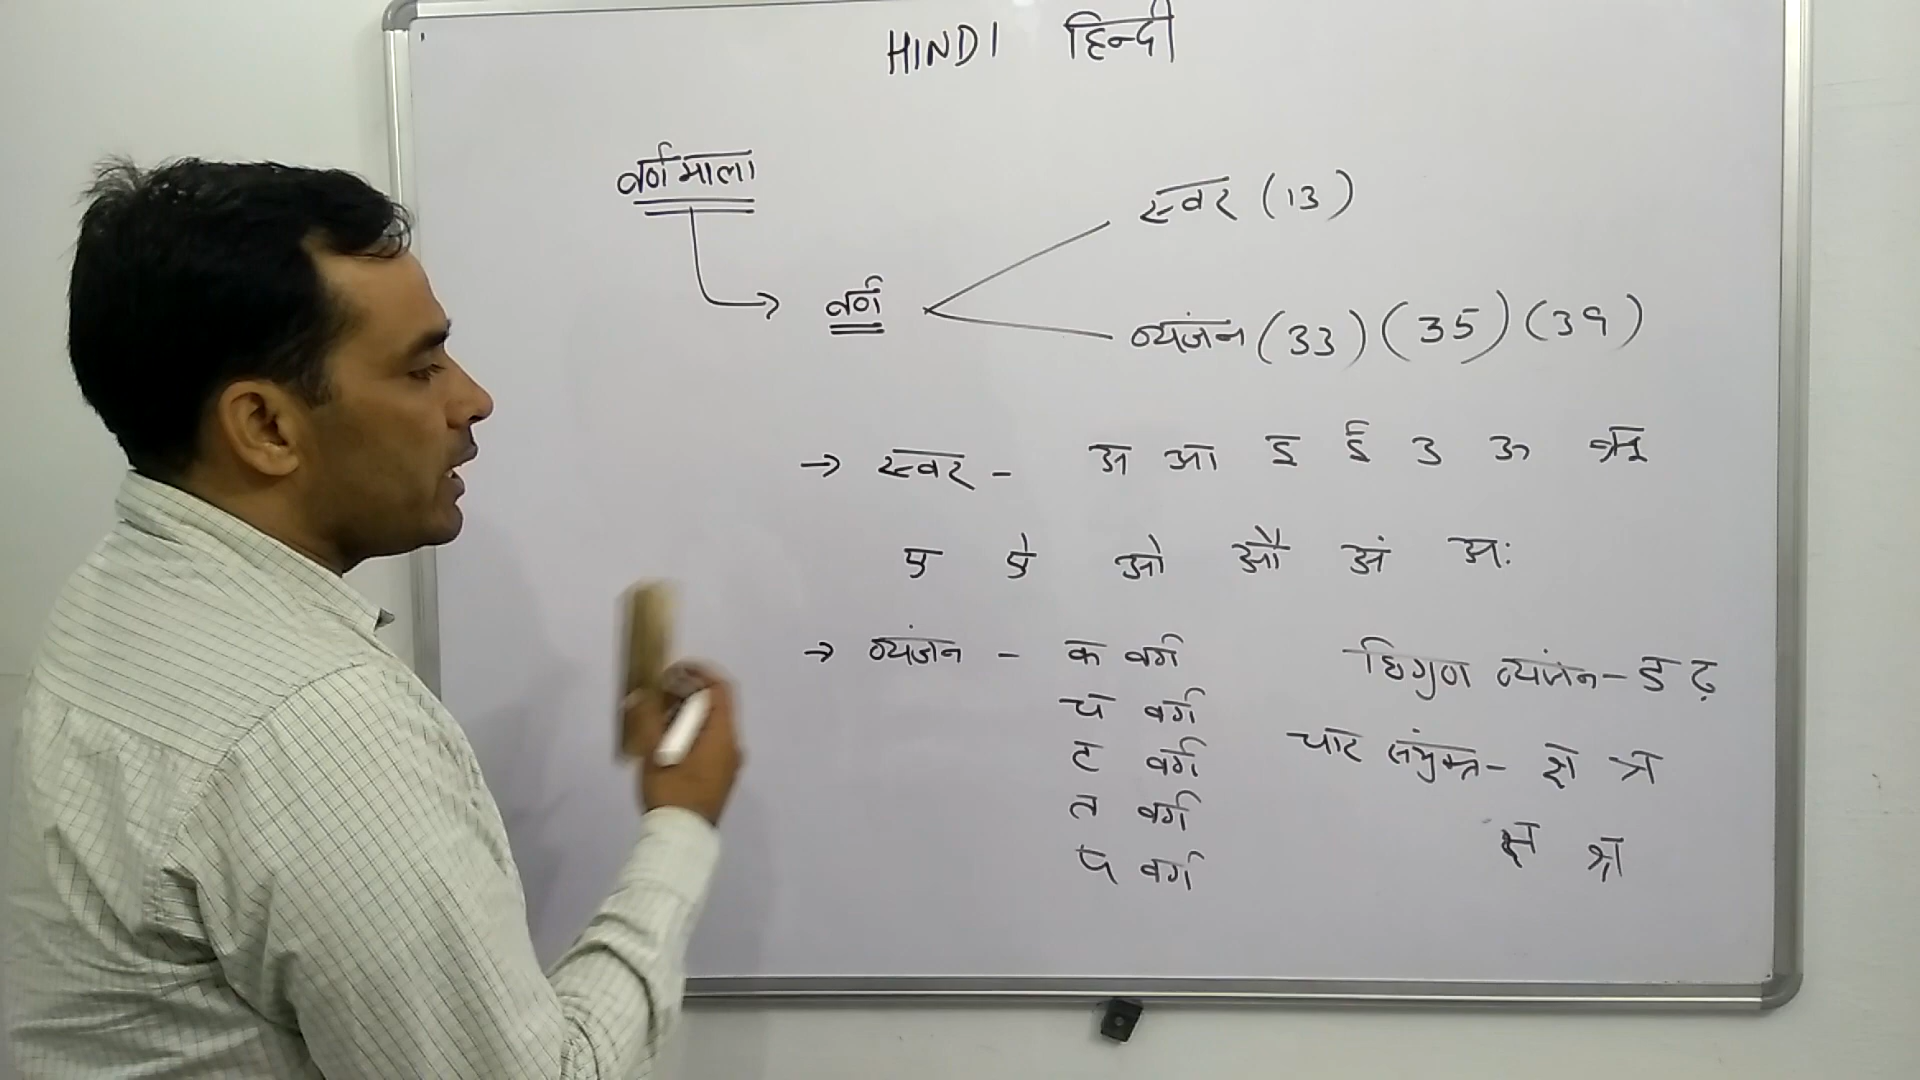 HINDI हिन्दी
वर्णमाला
वर्ण
स्वर (13)
व्यंजन (33) (35) (39)
→ स्वर - अ आ इ ई उ ऊ ऋ
ए ऐ ओ औ अं अः
→ व्यंजन - क वर्ग
च वर्ग
ट वर्ग
त वर्ग
प वर्ग
द्विगुण व्यंजन - ड़ ढ़
चार संयुक्त - ज्ञ त्र
क्ष श्र